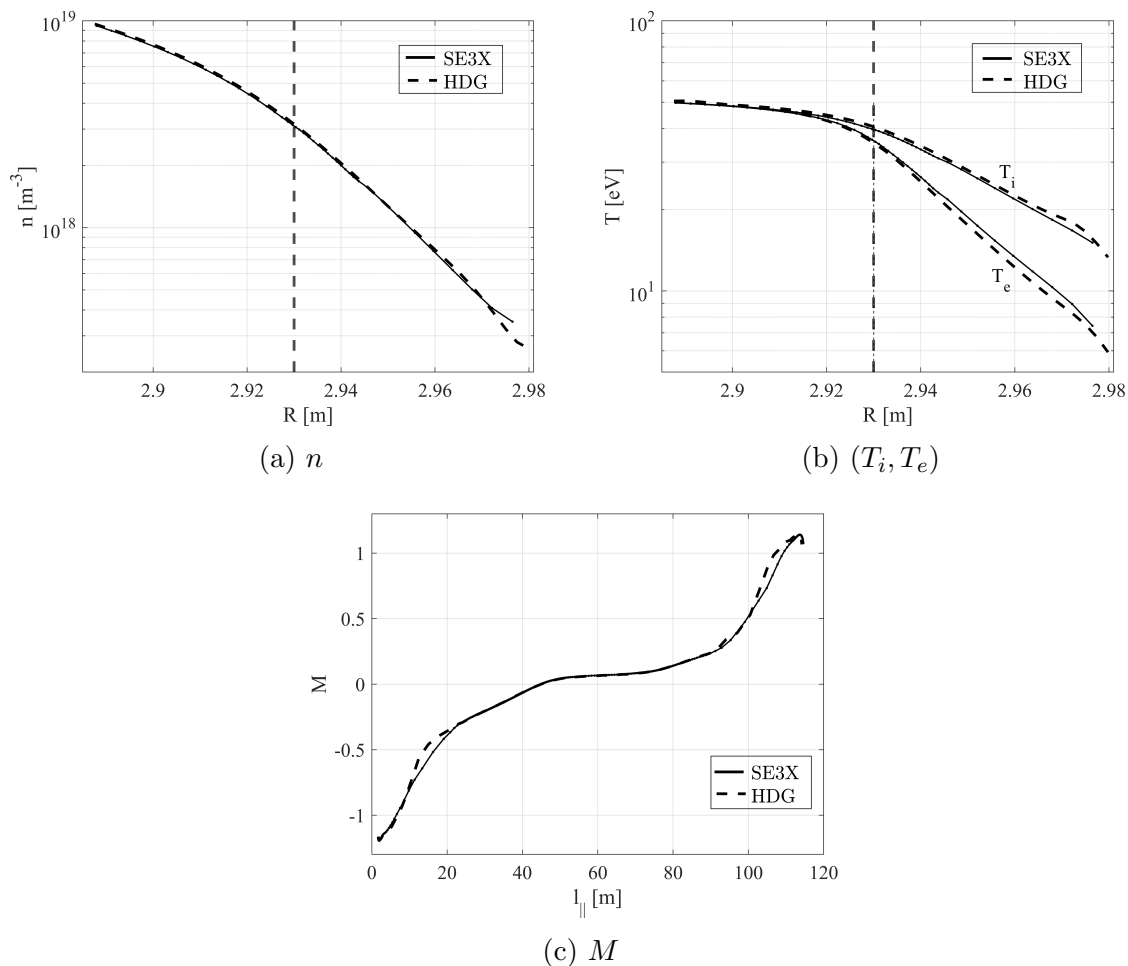 10^19
10^18
n [m^-3]
SE3X
HDG
2.9
2.92
2.94
2.96
2.98
R [m]
(a) n
10^2
10^1
T [eV]
SE3X
HDG
T_i
T_e
2.9
2.92
2.94
2.96
2.98
R [m]
(b) (T_i, T_e)
1
0.5
0
-0.5
-1
M
SE3X
HDG
0
20
40
60
80
100
120
l_|| [m]
(c) M